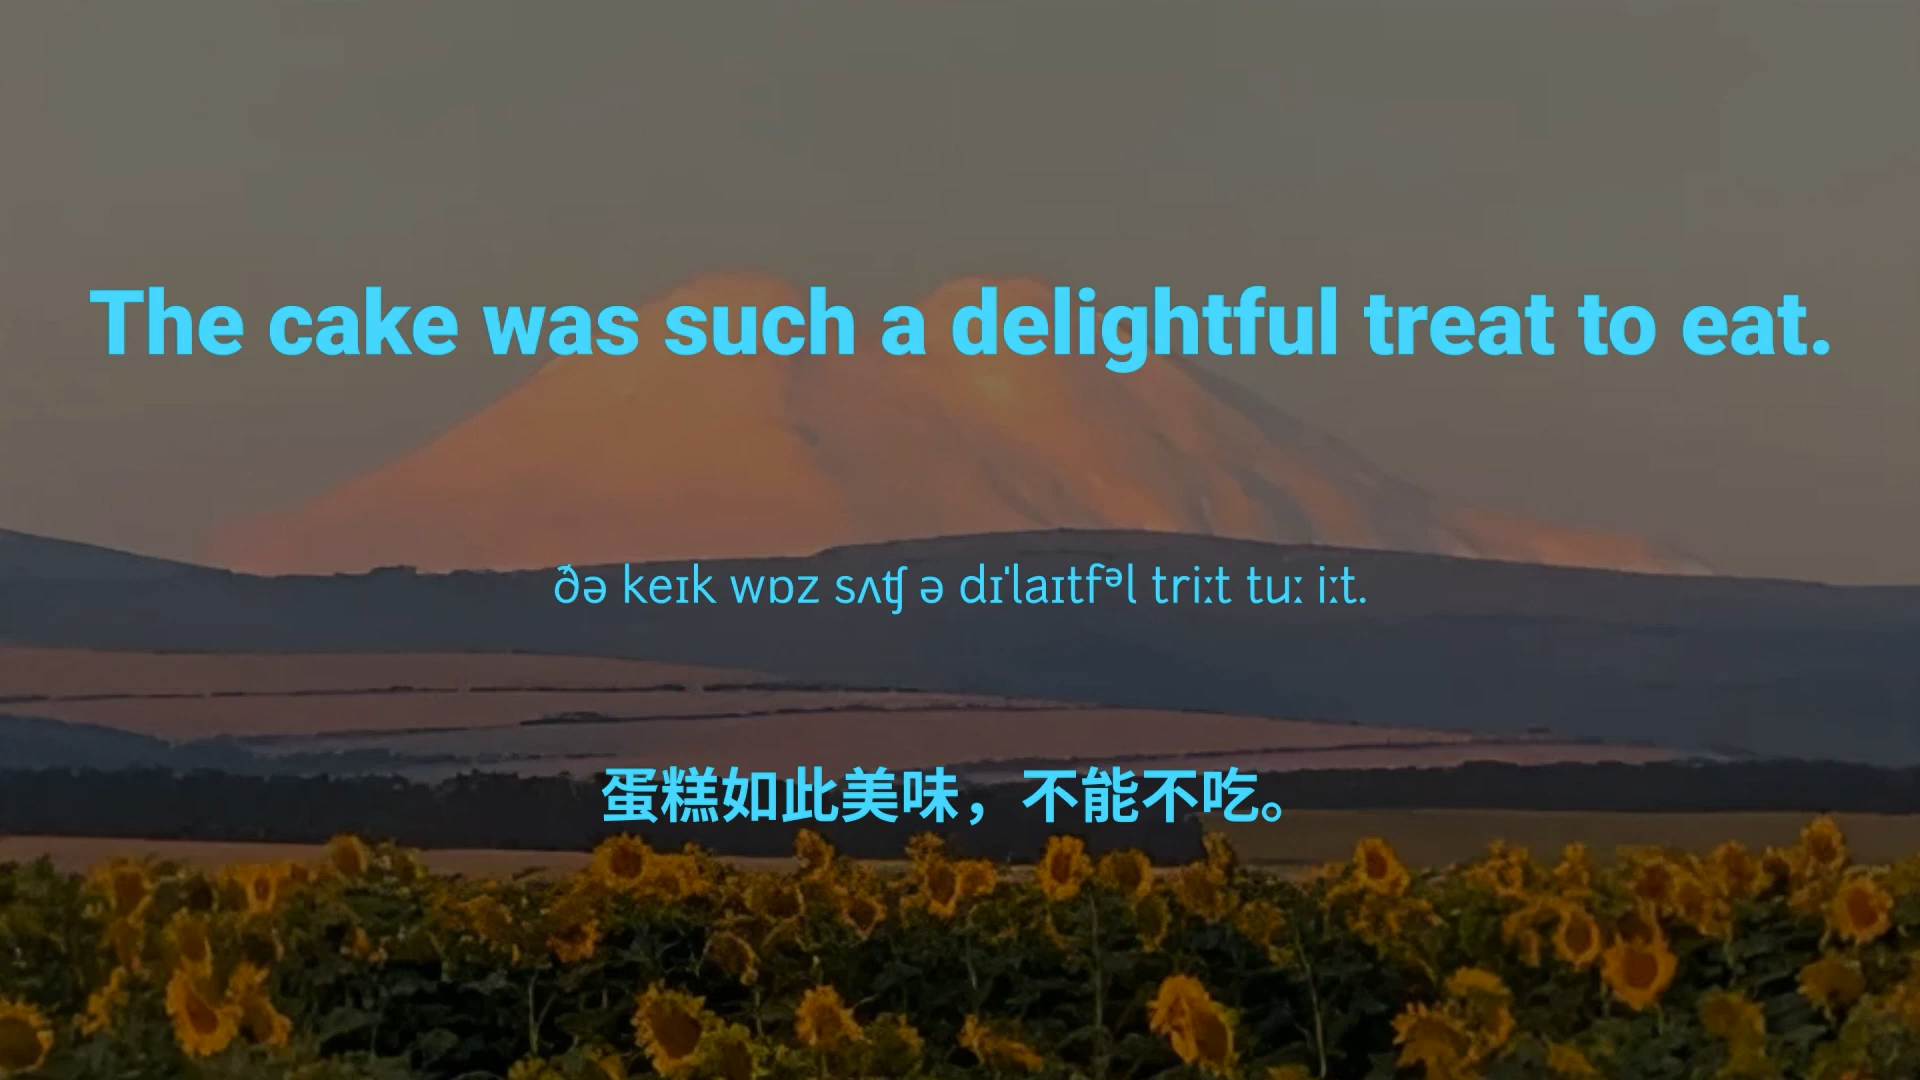 The cake was such a delightful treat to eat.
ðə keɪk wɒz sʌʧ ə dɪˈlaɪtfᵊl triːt tuː iːt.
蛋糕如此美味，不能不吃。